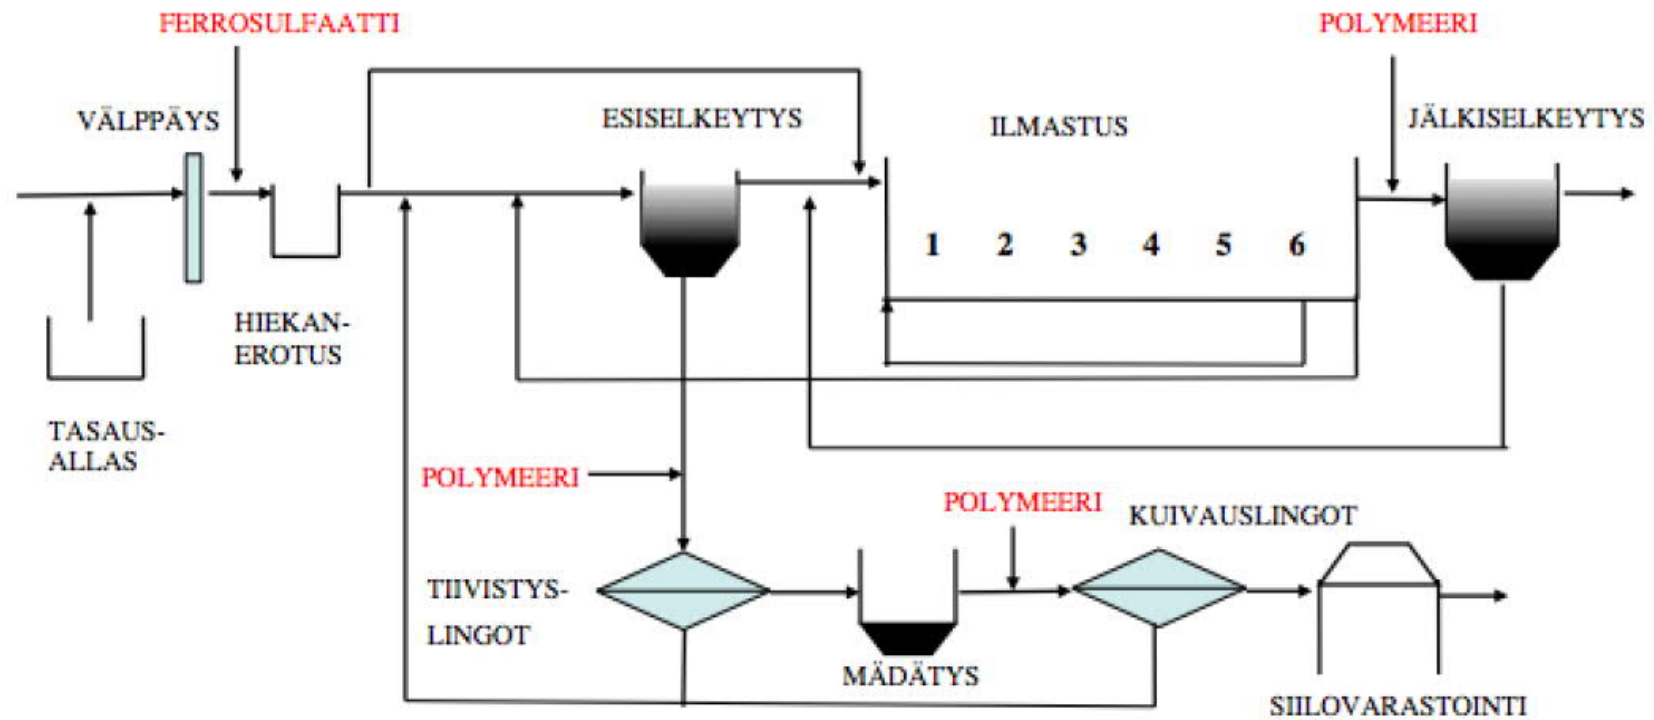 FERROSULFAATTI
POLYMEERI
VÄLPPÄYS
ESISELKEYTYS
ILMASTUS
JÄLKISELKEYTYS
1 2 3 4 5 6
HIEKAN-
EROTUS
TASAUS-
ALLAS
POLYMEERI
POLYMEERI
KUIVAUSLINGOT
TIIVISTYS-
LINGOT
MÄDÄTYS
SIILOVARASTOINTI